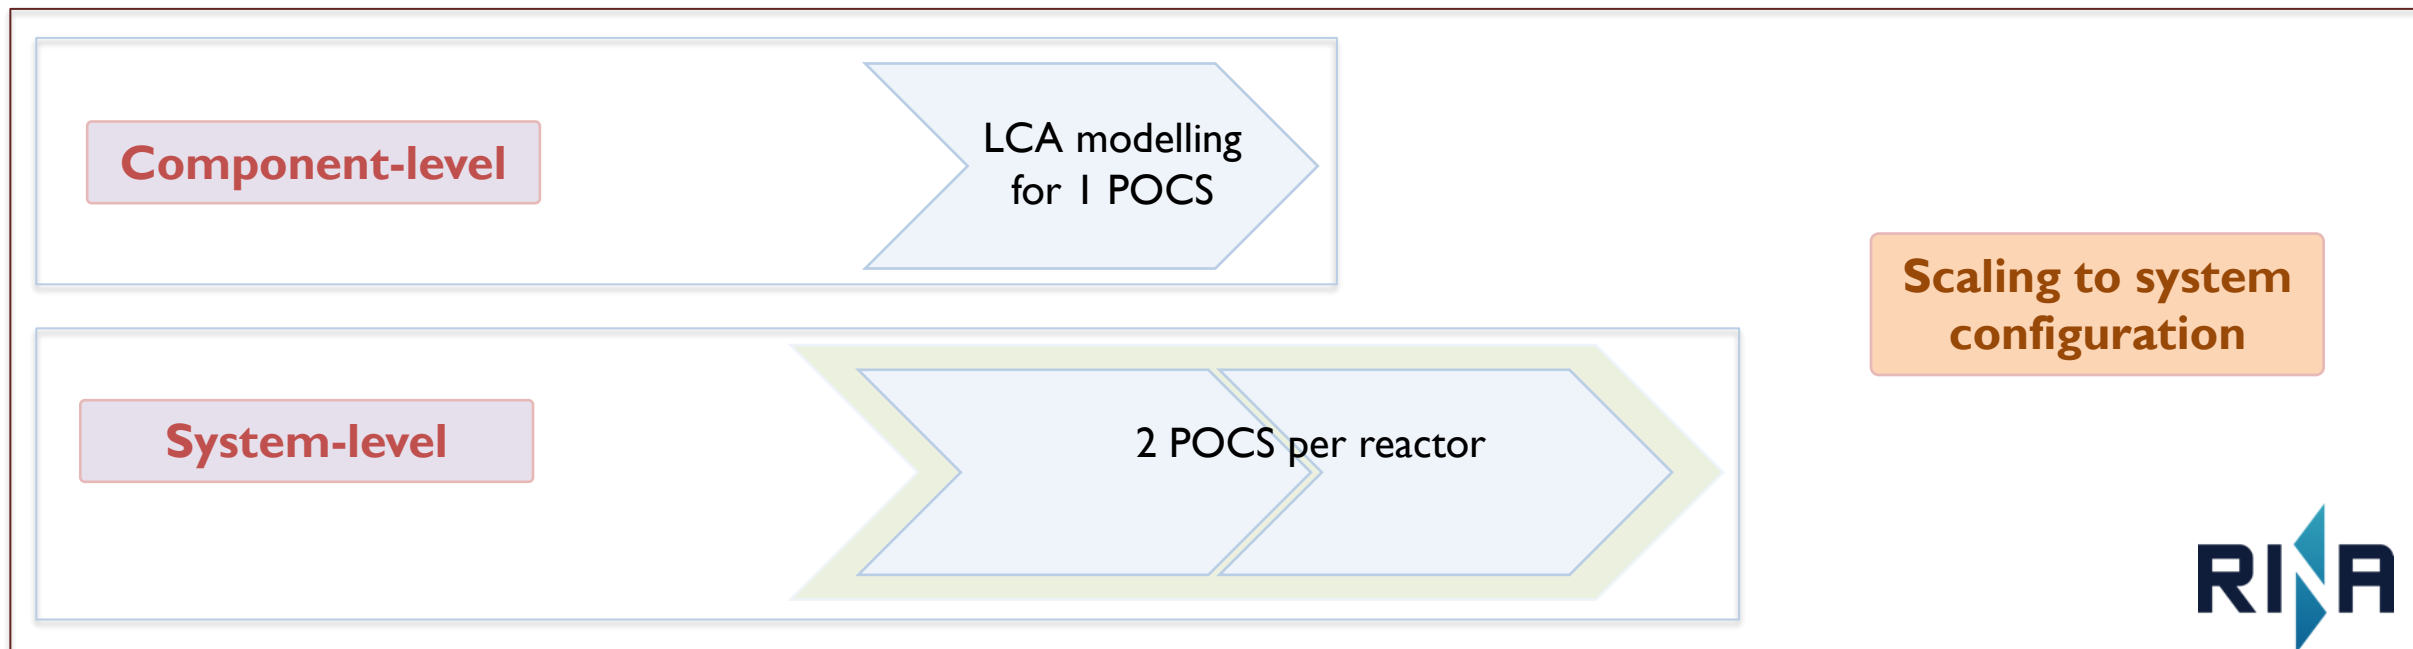 Component-level
LCA modelling
for 1 POCS
Scaling to system
configuration
System-level
2 POCS per reactor
RINA